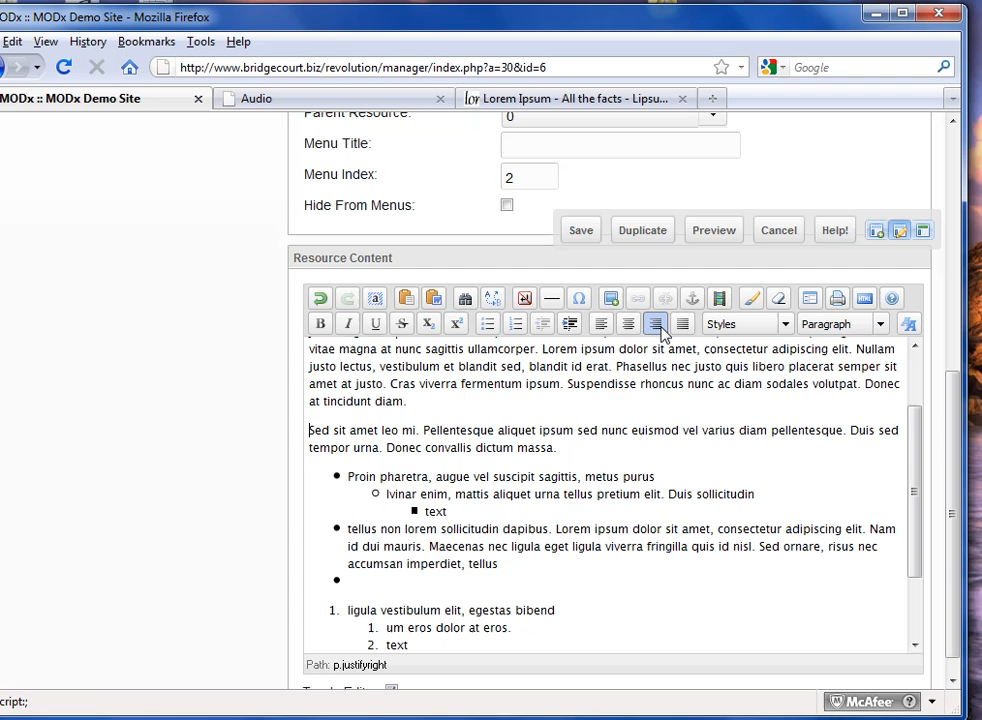 ODx :: MODx Demo Site - Mozilla Firefox
Edit View History Bookmarks Tools Help
http://www.bridgecourt.biz/revolution/manager/index.php?a=30&id=6
Google
MODx :: MODx Demo Site
Audio
Lorem Ipsum - All the facts - Lipsu...
Parent Resource: 0
Menu Title:
Menu Index: 2
Hide From Menus:
Save Duplicate Preview Cancel Help!
Resource Content
B I U S X2 X2 Styles Paragraph
vitae magna at nunc sagittis ullamcorper. Lorem ipsum dolor sit amet, consectetur adipiscing elit. Nullam
justo lectus, vestibulum et blandit sed, blandit id erat. Phasellus nec justo quis libero placerat semper sit
amet at justo. Cras viverra fermentum ipsum. Suspendisse rhoncus nunc ac diam sodales volutpat. Donec
at tincidunt diam.
Sed sit amet leo mi. Pellentesque aliquet ipsum sed nunc euismod vel varius diam pellentesque. Duis sed
tempor urna. Donec convallis dictum massa.
Proin pharetra, augue vel suscipit sagittis, metus purus
lvinar enim, mattis aliquet urna tellus pretium elit. Duis sollicitudin
text
tellus non lorem sollicitudin dapibus. Lorem ipsum dolor sit amet, consectetur adipiscing elit. Nam
id dui mauris. Maecenas nec ligula eget ligula viverra fringilla quis id nisl. Sed ornare, risus nec
accumsan imperdiet, tellus
1. ligula vestibulum elit, egestas bibend
1. um eros dolor at eros.
2. text
Path: p.justifyright
cript:;
McAfee